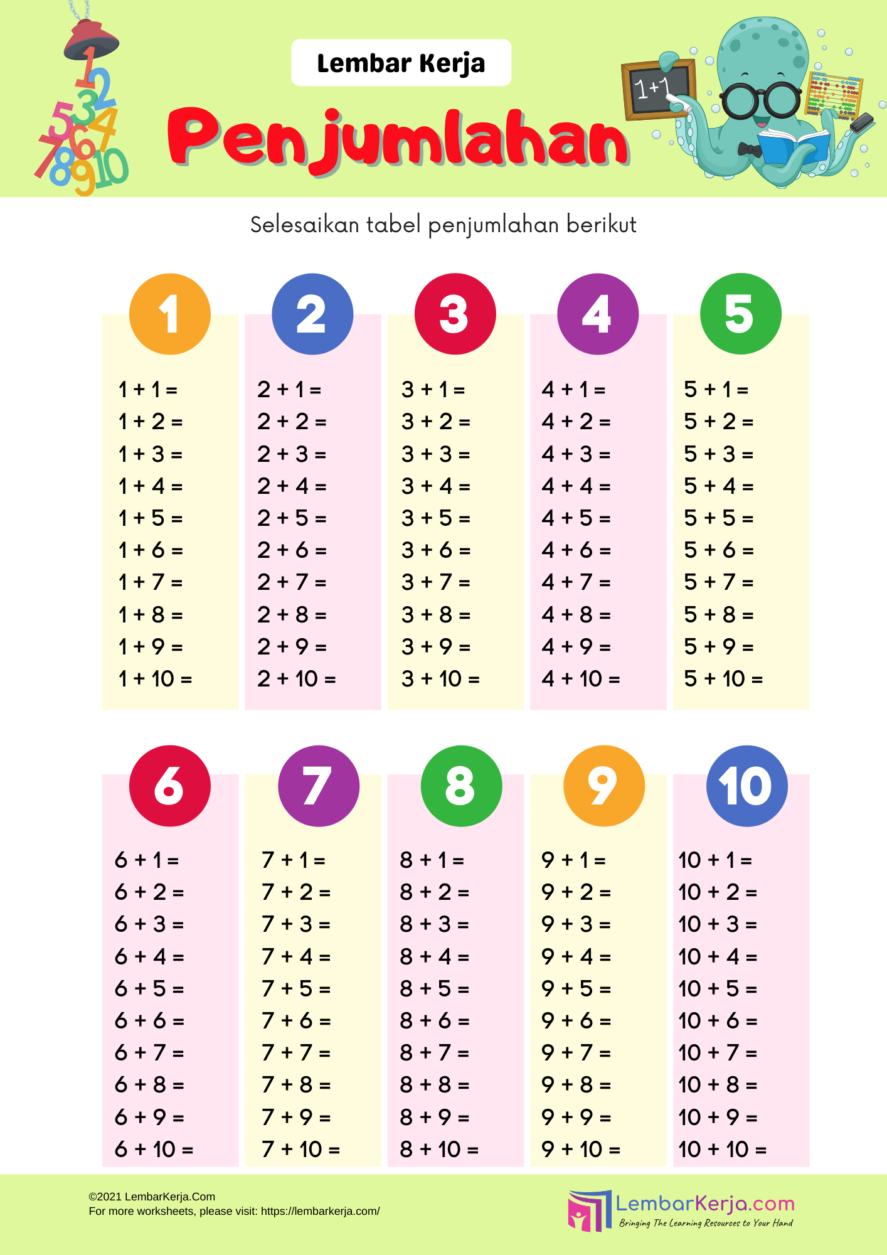 Lembar Kerja
Penjumlahan
1+1
1
2
3
5
4
7
6
8
9
10
Selesaikan tabel penjumlahan berikut
1 2 3 4 5
1 + 1 = 2 + 1 = 3 + 1 = 4 + 1 = 5 + 1 =
1 + 2 = 2 + 2 = 3 + 2 = 4 + 2 = 5 + 2 =
1 + 3 = 2 + 3 = 3 + 3 = 4 + 3 = 5 + 3 =
1 + 4 = 2 + 4 = 3 + 4 = 4 + 4 = 5 + 4 =
1 + 5 = 2 + 5 = 3 + 5 = 4 + 5 = 5 + 5 =
1 + 6 = 2 + 6 = 3 + 6 = 4 + 6 = 5 + 6 =
1 + 7 = 2 + 7 = 3 + 7 = 4 + 7 = 5 + 7 =
1 + 8 = 2 + 8 = 3 + 8 = 4 + 8 = 5 + 8 =
1 + 9 = 2 + 9 = 3 + 9 = 4 + 9 = 5 + 9 =
1 + 10 = 2 + 10 = 3 + 10 = 4 + 10 = 5 + 10 =
6 7 8 9 10
6 + 1 = 7 + 1 = 8 + 1 = 9 + 1 = 10 + 1 =
6 + 2 = 7 + 2 = 8 + 2 = 9 + 2 = 10 + 2 =
6 + 3 = 7 + 3 = 8 + 3 = 9 + 3 = 10 + 3 =
6 + 4 = 7 + 4 = 8 + 4 = 9 + 4 = 10 + 4 =
6 + 5 = 7 + 5 = 8 + 5 = 9 + 5 = 10 + 5 =
6 + 6 = 7 + 6 = 8 + 6 = 9 + 6 = 10 + 6 =
6 + 7 = 7 + 7 = 8 + 7 = 9 + 7 = 10 + 7 =
6 + 8 = 7 + 8 = 8 + 8 = 9 + 8 = 10 + 8 =
6 + 9 = 7 + 9 = 8 + 9 = 9 + 9 = 10 + 9 =
6 + 10 = 7 + 10 = 8 + 10 = 9 + 10 = 10 + 10 =
©2021 LembarKerja.Com
For more worksheets, please visit: https://lembarkerja.com/
LembarKerja.com
Bringing The Learning Resources to Your Hand